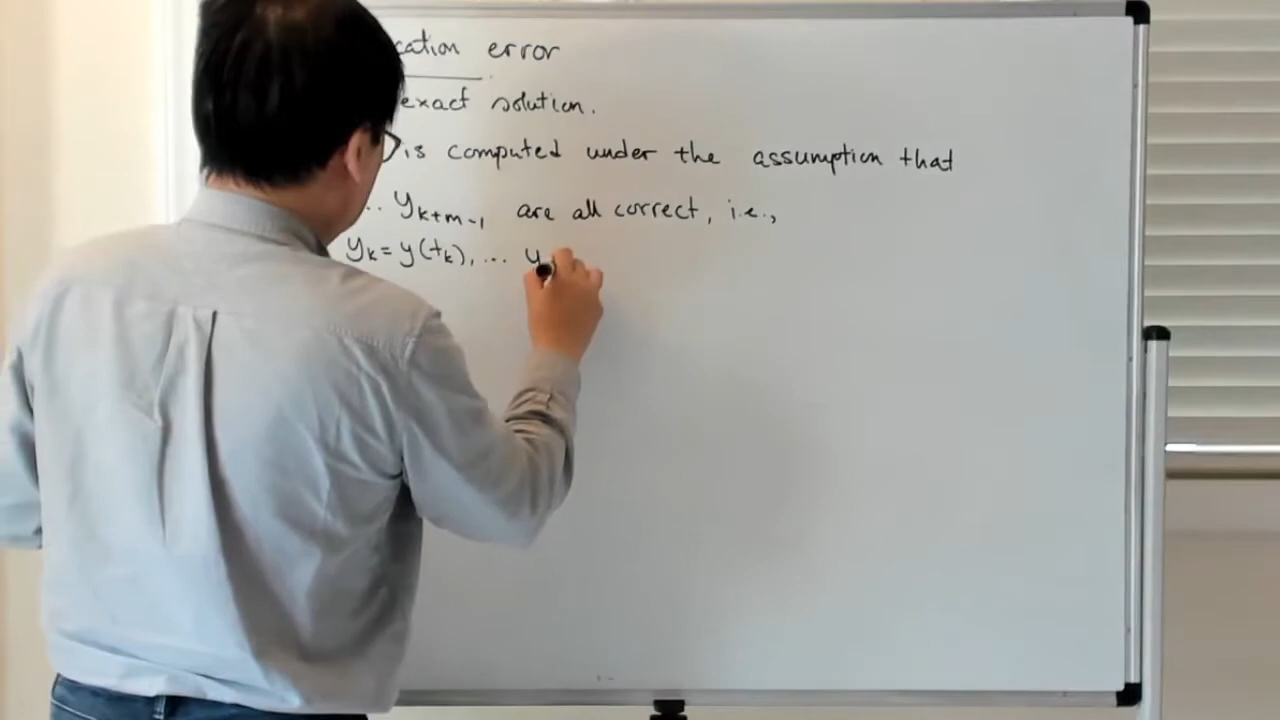 cation error
exact solution.
is computed under the assumption that
.. y_{k+m-1} are all correct, i.e.,
y_k = y(t_k), ... y